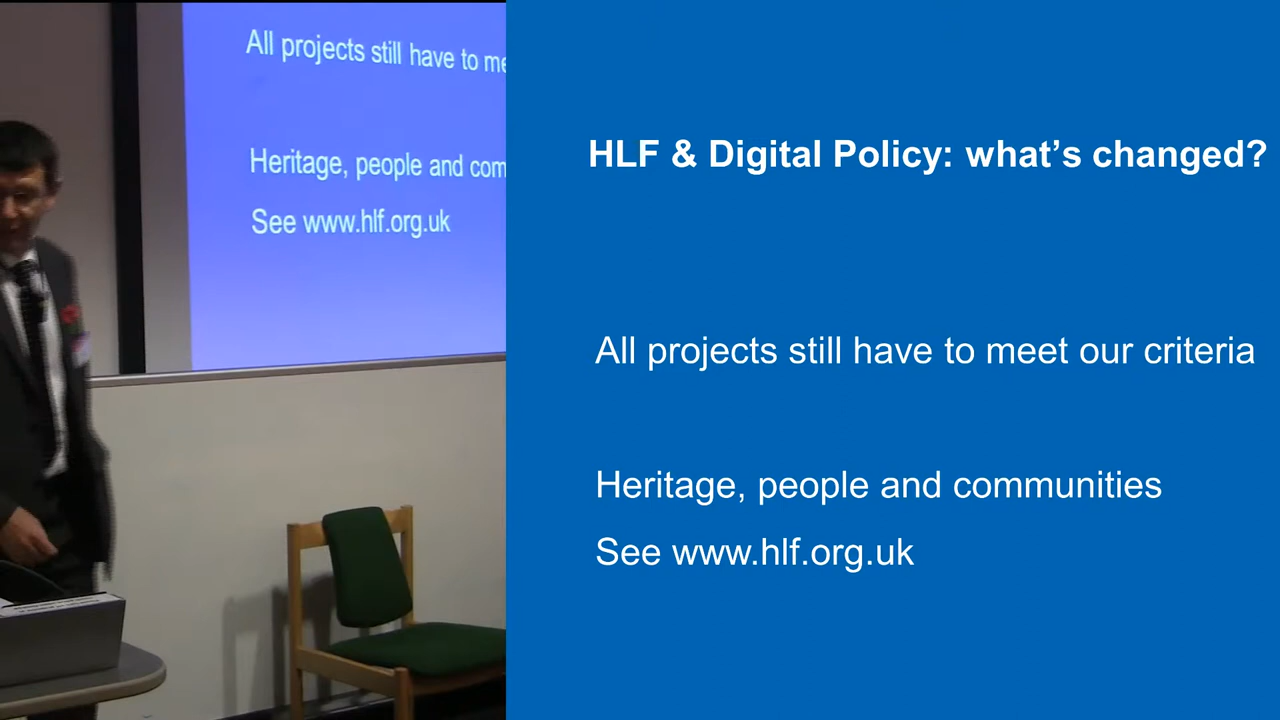 All projects still have to me
Heritage, people and com
See www.hlf.org.uk
HLF & Digital Policy: what's changed?
All projects still have to meet our criteria
Heritage, people and communities
See www.hlf.org.uk